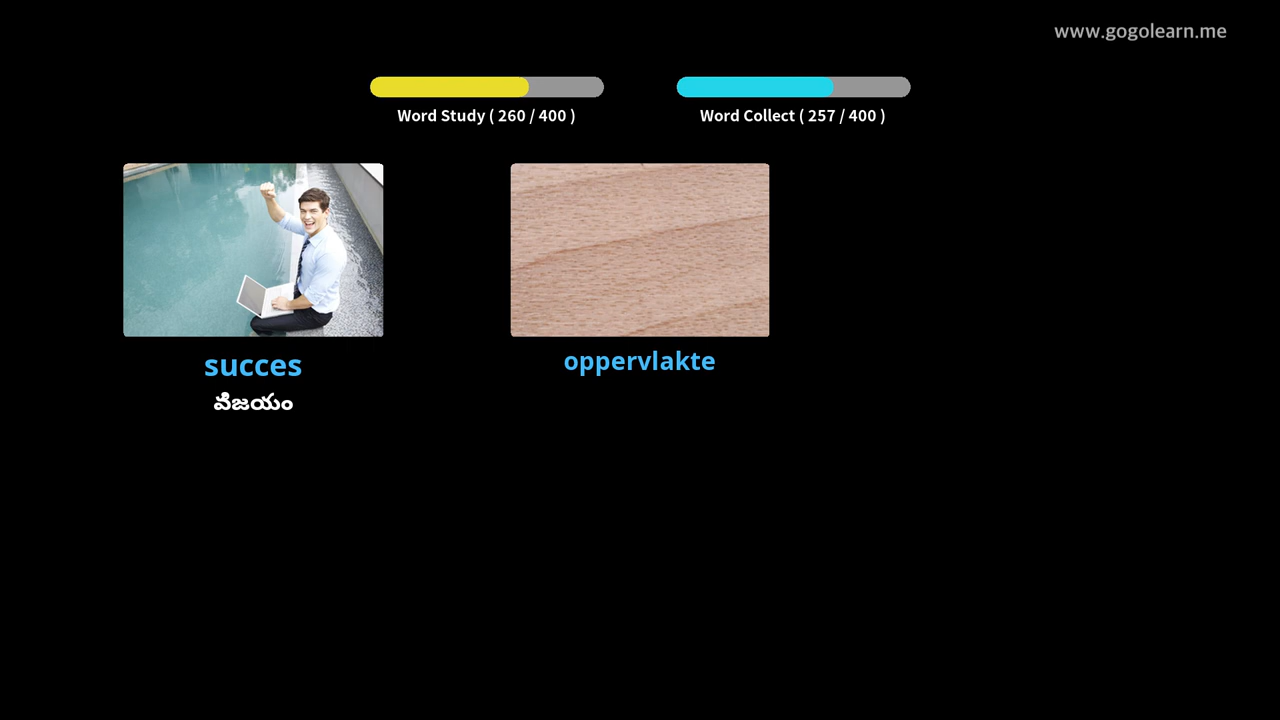 www.gogolearn.me
Word Study ( 260 / 400 )
Word Collect ( 257 / 400 )
succes
విజయం
oppervlakte